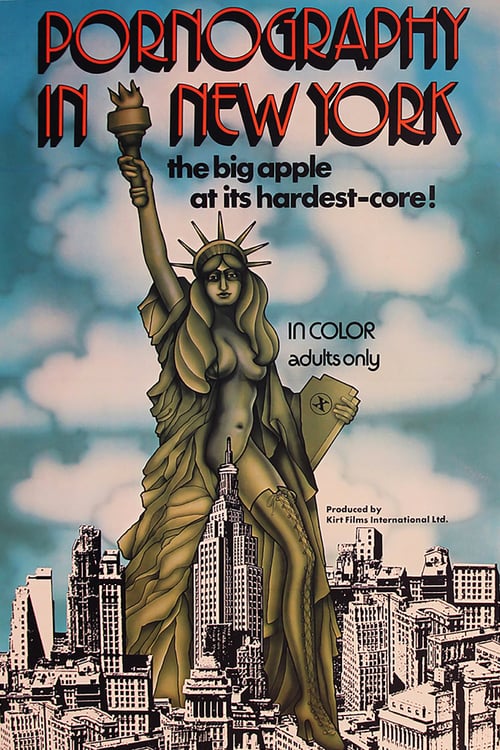 PORNOGRAPHY
IN NEW YORK
the big apple
at its hardest-core!
IN COLOR
adults only
X
Produced by
Kirt Films International Ltd.